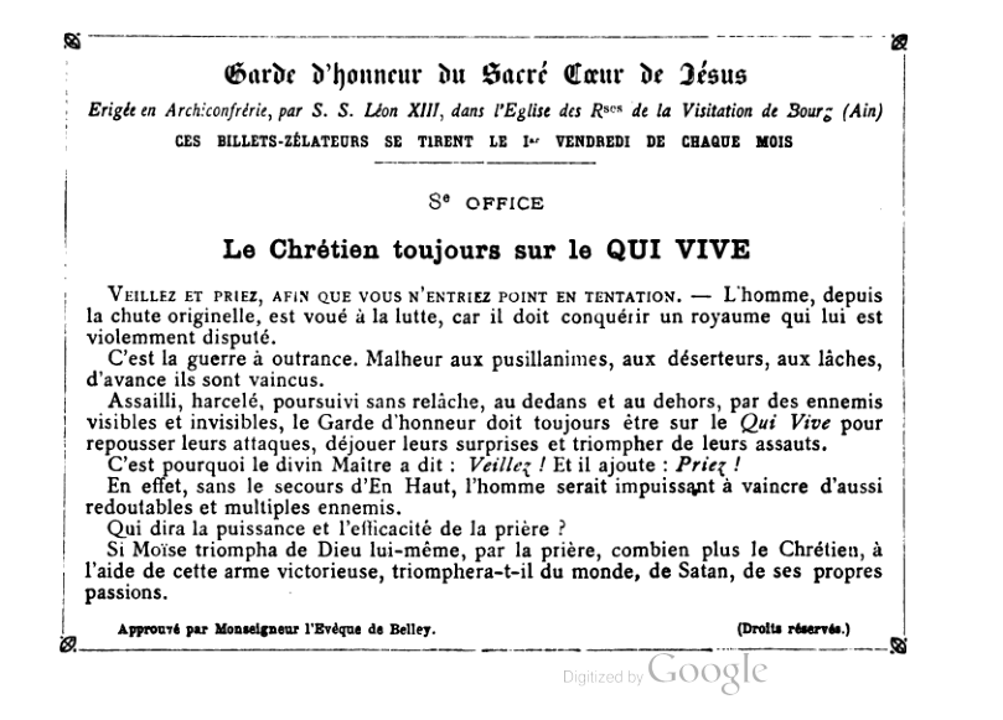 Garde d'honneur du Sacré Cœur de Jésus
Erigée en Archiconfrérie, par S. S. Léon XIII, dans l'Eglise des Rses de la Visitation de Bourg (Ain)
CES BILLETS-ZÉLATEURS SE TIRENT LE Ier VENDREDI DE CHAQUE MOIS
Se OFFICE
Le Chrétien toujours sur le QUI VIVE
VEILLEZ ET PRIEZ, AFIN QUE VOUS N'ENTRIEZ POINT EN TENTATION. — L'homme, depuis
la chute originelle, est voué à la lutte, car il doit conquérir un royaume qui lui est
violemment disputé.
C'est la guerre à outrance. Malheur aux pusillanimes, aux déserteurs, aux lâches,
d'avance ils sont vaincus.
Assailli, harcelé, poursuivi sans relâche, au dedans et au dehors, par des ennemis
visibles et invisibles, le Garde d'honneur doit toujours être sur le Qui Vive pour
repousser leurs attaques, déjouer leurs surprises et triompher de leurs assauts.
C'est pourquoi le divin Maître a dit : Veillez ! Et il ajoute : Priez !
En effet, sans le secours d'En Haut, l'homme serait impuissant à vaincre d'aussi
redoutables et multiples ennemis.
Qui dira la puissance et l'efficacité de la prière ?
Si Moïse triompha de Dieu lui-même, par la prière, combien plus le Chrétien, à
l'aide de cette arme victorieuse, triomphera-t-il du monde, de Satan, de ses propres
passions.
Approuvé par Monseigneur l'Evêque de Belley. (Droits réservés.)
Digitized by Google